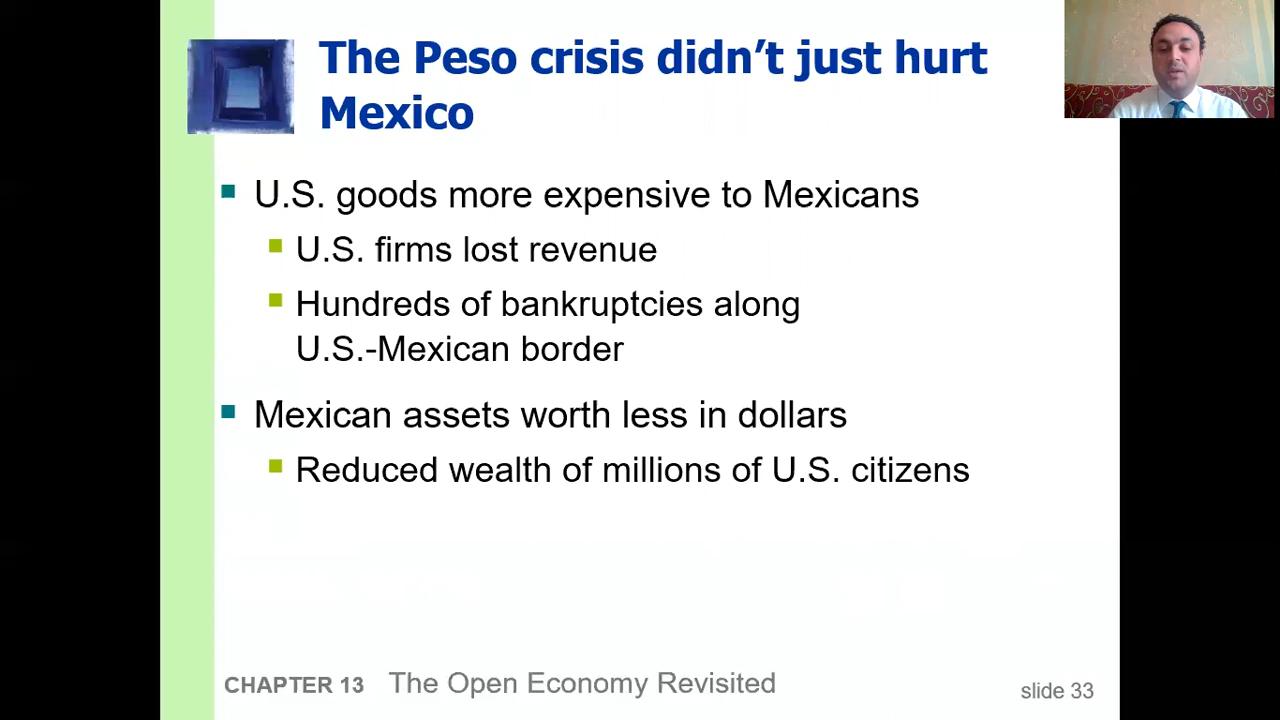 The Peso crisis didn’t just hurt
Mexico
U.S. goods more expensive to Mexicans
U.S. firms lost revenue
Hundreds of bankruptcies along
U.S.-Mexican border
Mexican assets worth less in dollars
Reduced wealth of millions of U.S. citizens
CHAPTER 13 The Open Economy Revisited
slide 33